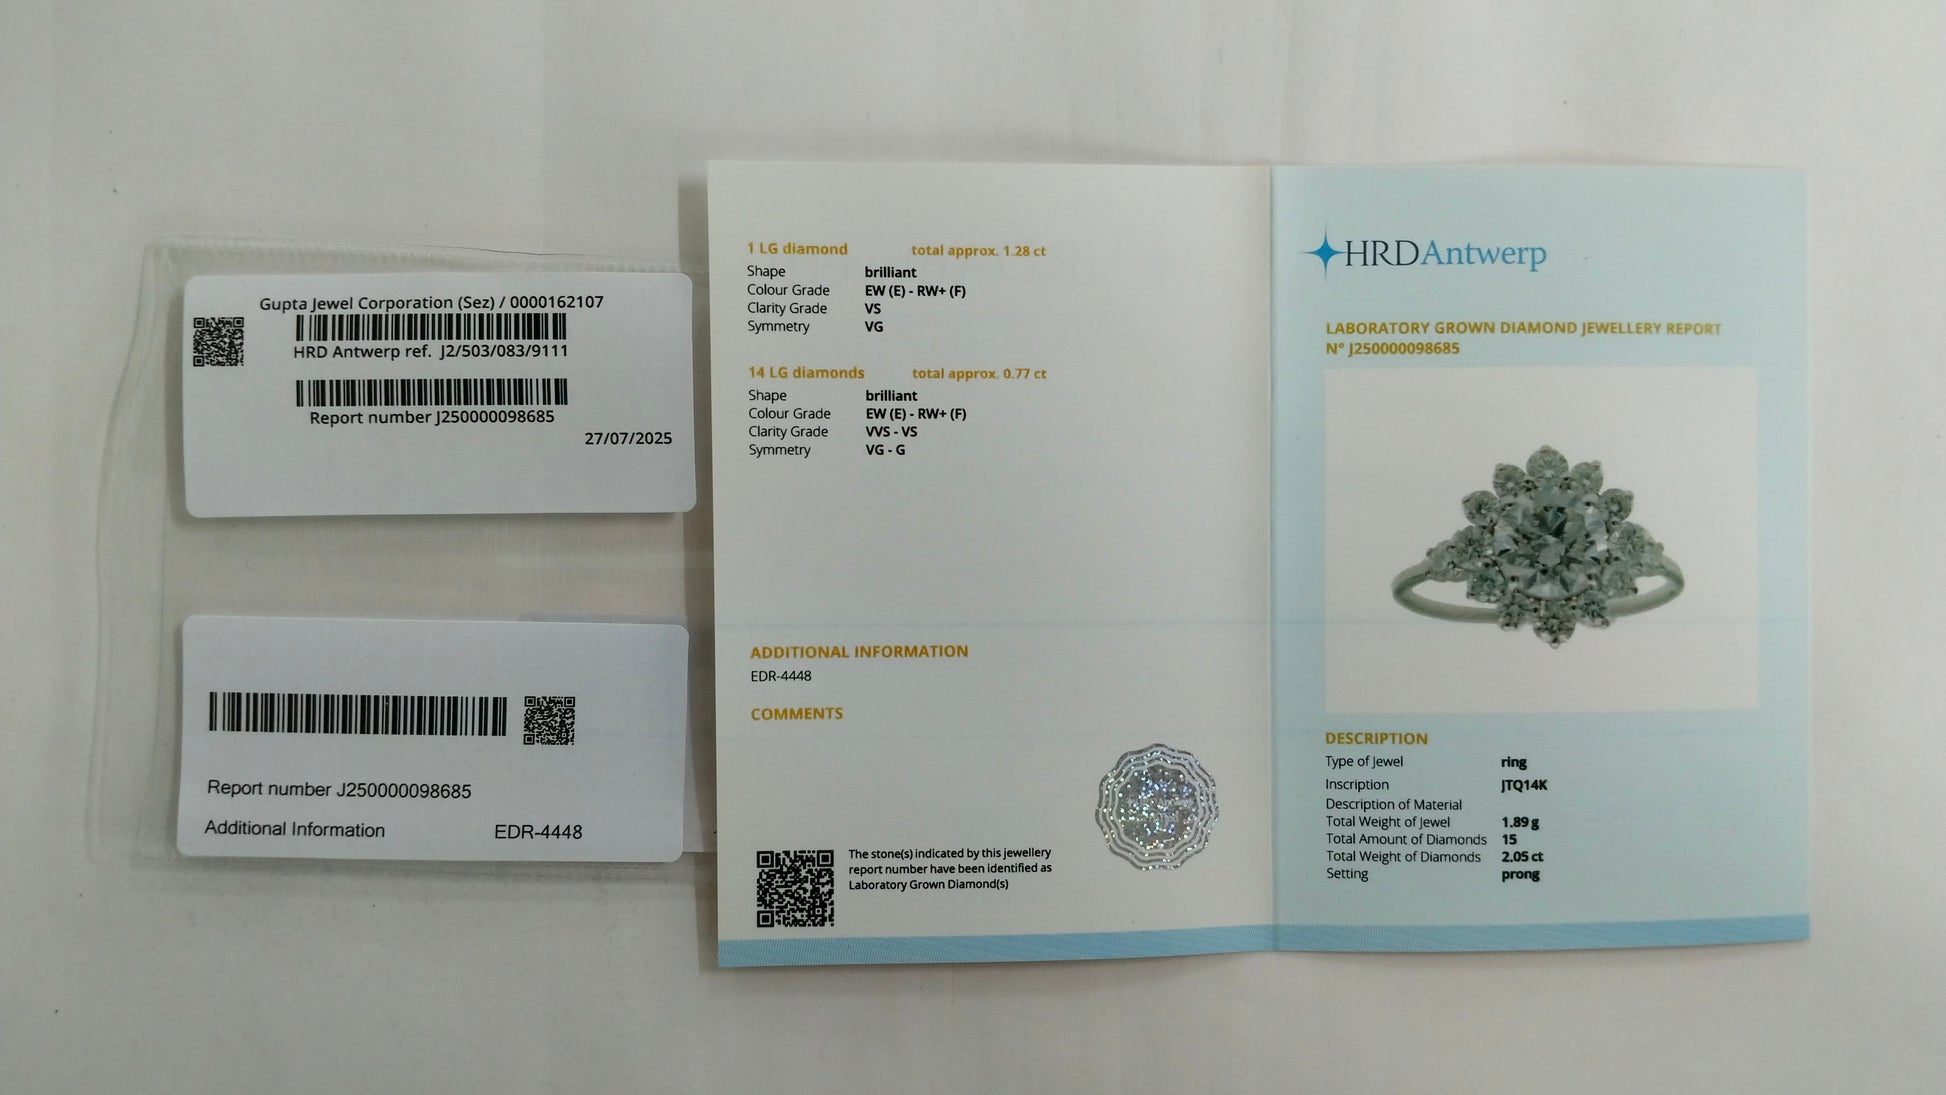 Gupta Jewel Corporation (Sez) / 0000162107
HRD Antwerp ref. J2/503/083/9111
Report number J250000098685
27/07/2025
Report number J250000098685
Additional Information EDR-4448
1 LG diamond total approx. 1.28 ct
Shape brilliant
Colour Grade EW (E) - RW+ (F)
Clarity Grade VS
Symmetry VG
14 LG diamonds total approx. 0.77 ct
Shape brilliant
Colour Grade EW (E) - RW+ (F)
Clarity Grade VVS - VS
Symmetry VG - G
ADDITIONAL INFORMATION
EDR-4448
COMMENTS
The stone(s) indicated by this jewellery
report number have been identified as
Laboratory Grown Diamond(s)
HRD Antwerp
LABORATORY GROWN DIAMOND JEWELLERY REPORT
N° J250000098685
DESCRIPTION
Type of Jewel ring
Inscription JTQ14K
Description of Material
Total Weight of Jewel 1.89 g
Total Amount of Diamonds 15
Total Weight of Diamonds 2.05 ct
Setting prong